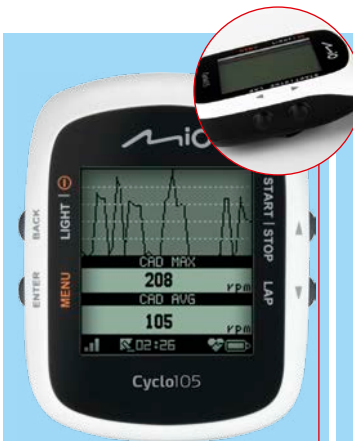 Mio
BACK
LIGHT |
ENTER
MENU
START | STOP
LAP
CAD MAX
208
rpm
CAD AVG
105
rpm
02:26
Cyclo105